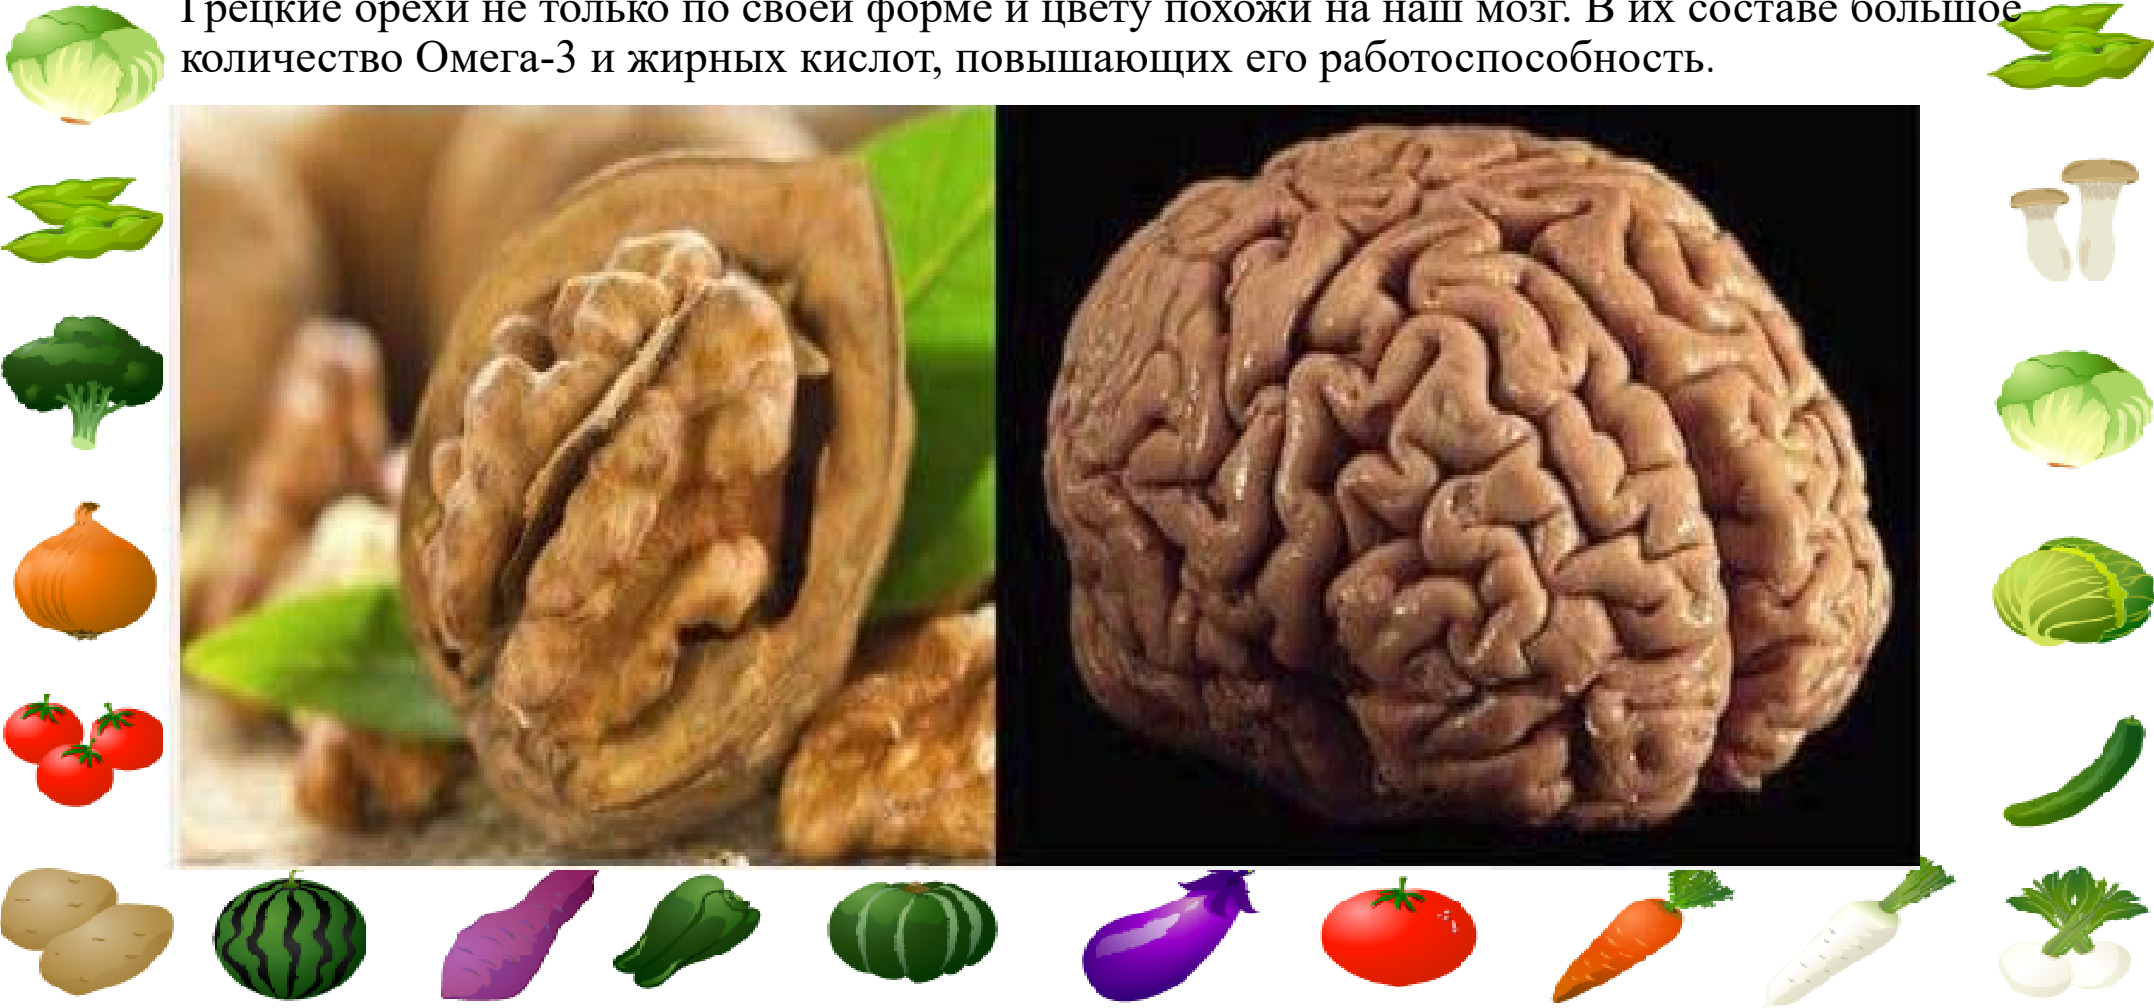 Грецкие орехи не только по своей форме и цвету похожи на наш мозг. В их составе большое
количество Омега-3 и жирных кислот, повышающих его работоспособность.